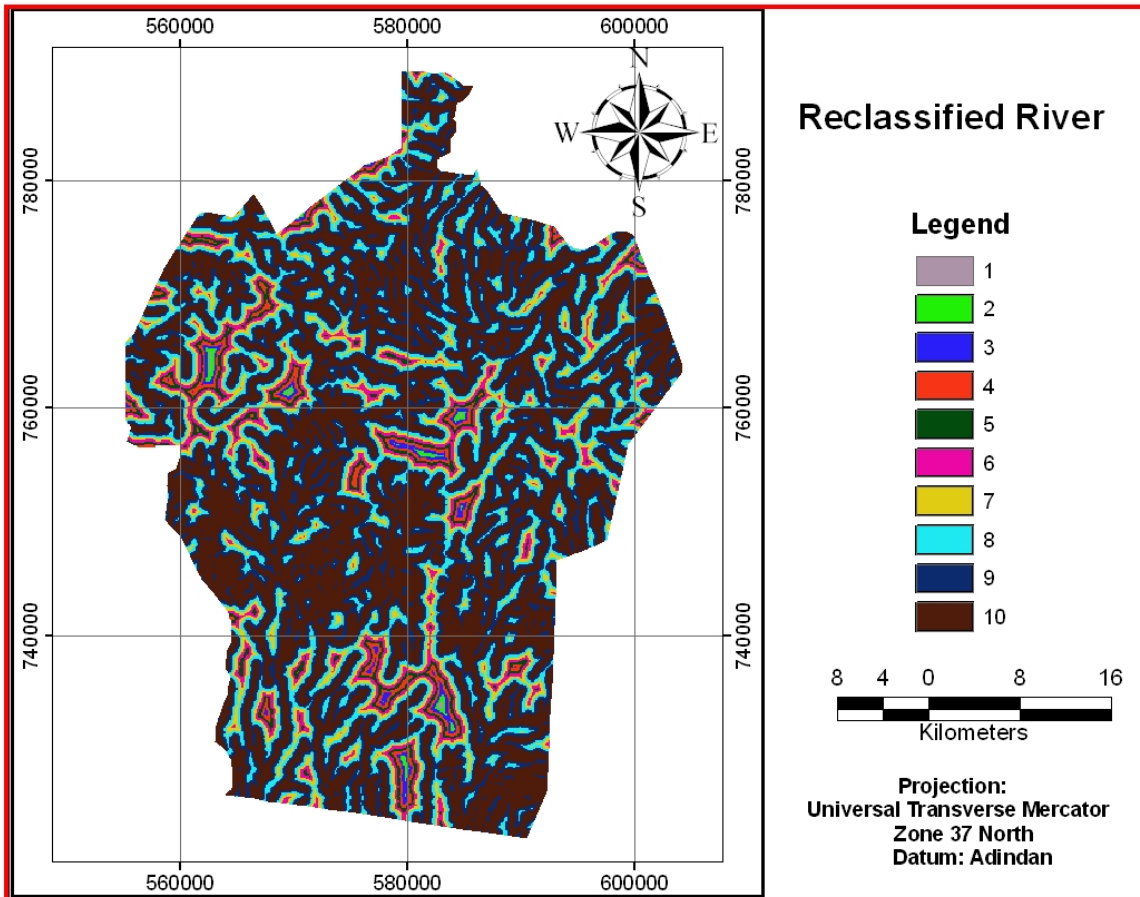 560000 580000 600000
N
W E
S
780000 780000
760000 760000
740000 740000
560000 580000 600000
Reclassified River
Legend
1
2
3
4
5
6
7
8
9
10
8 4 0 8 16
Kilometers
Projection:
Universal Transverse Mercator
Zone 37 North
Datum: Adindan